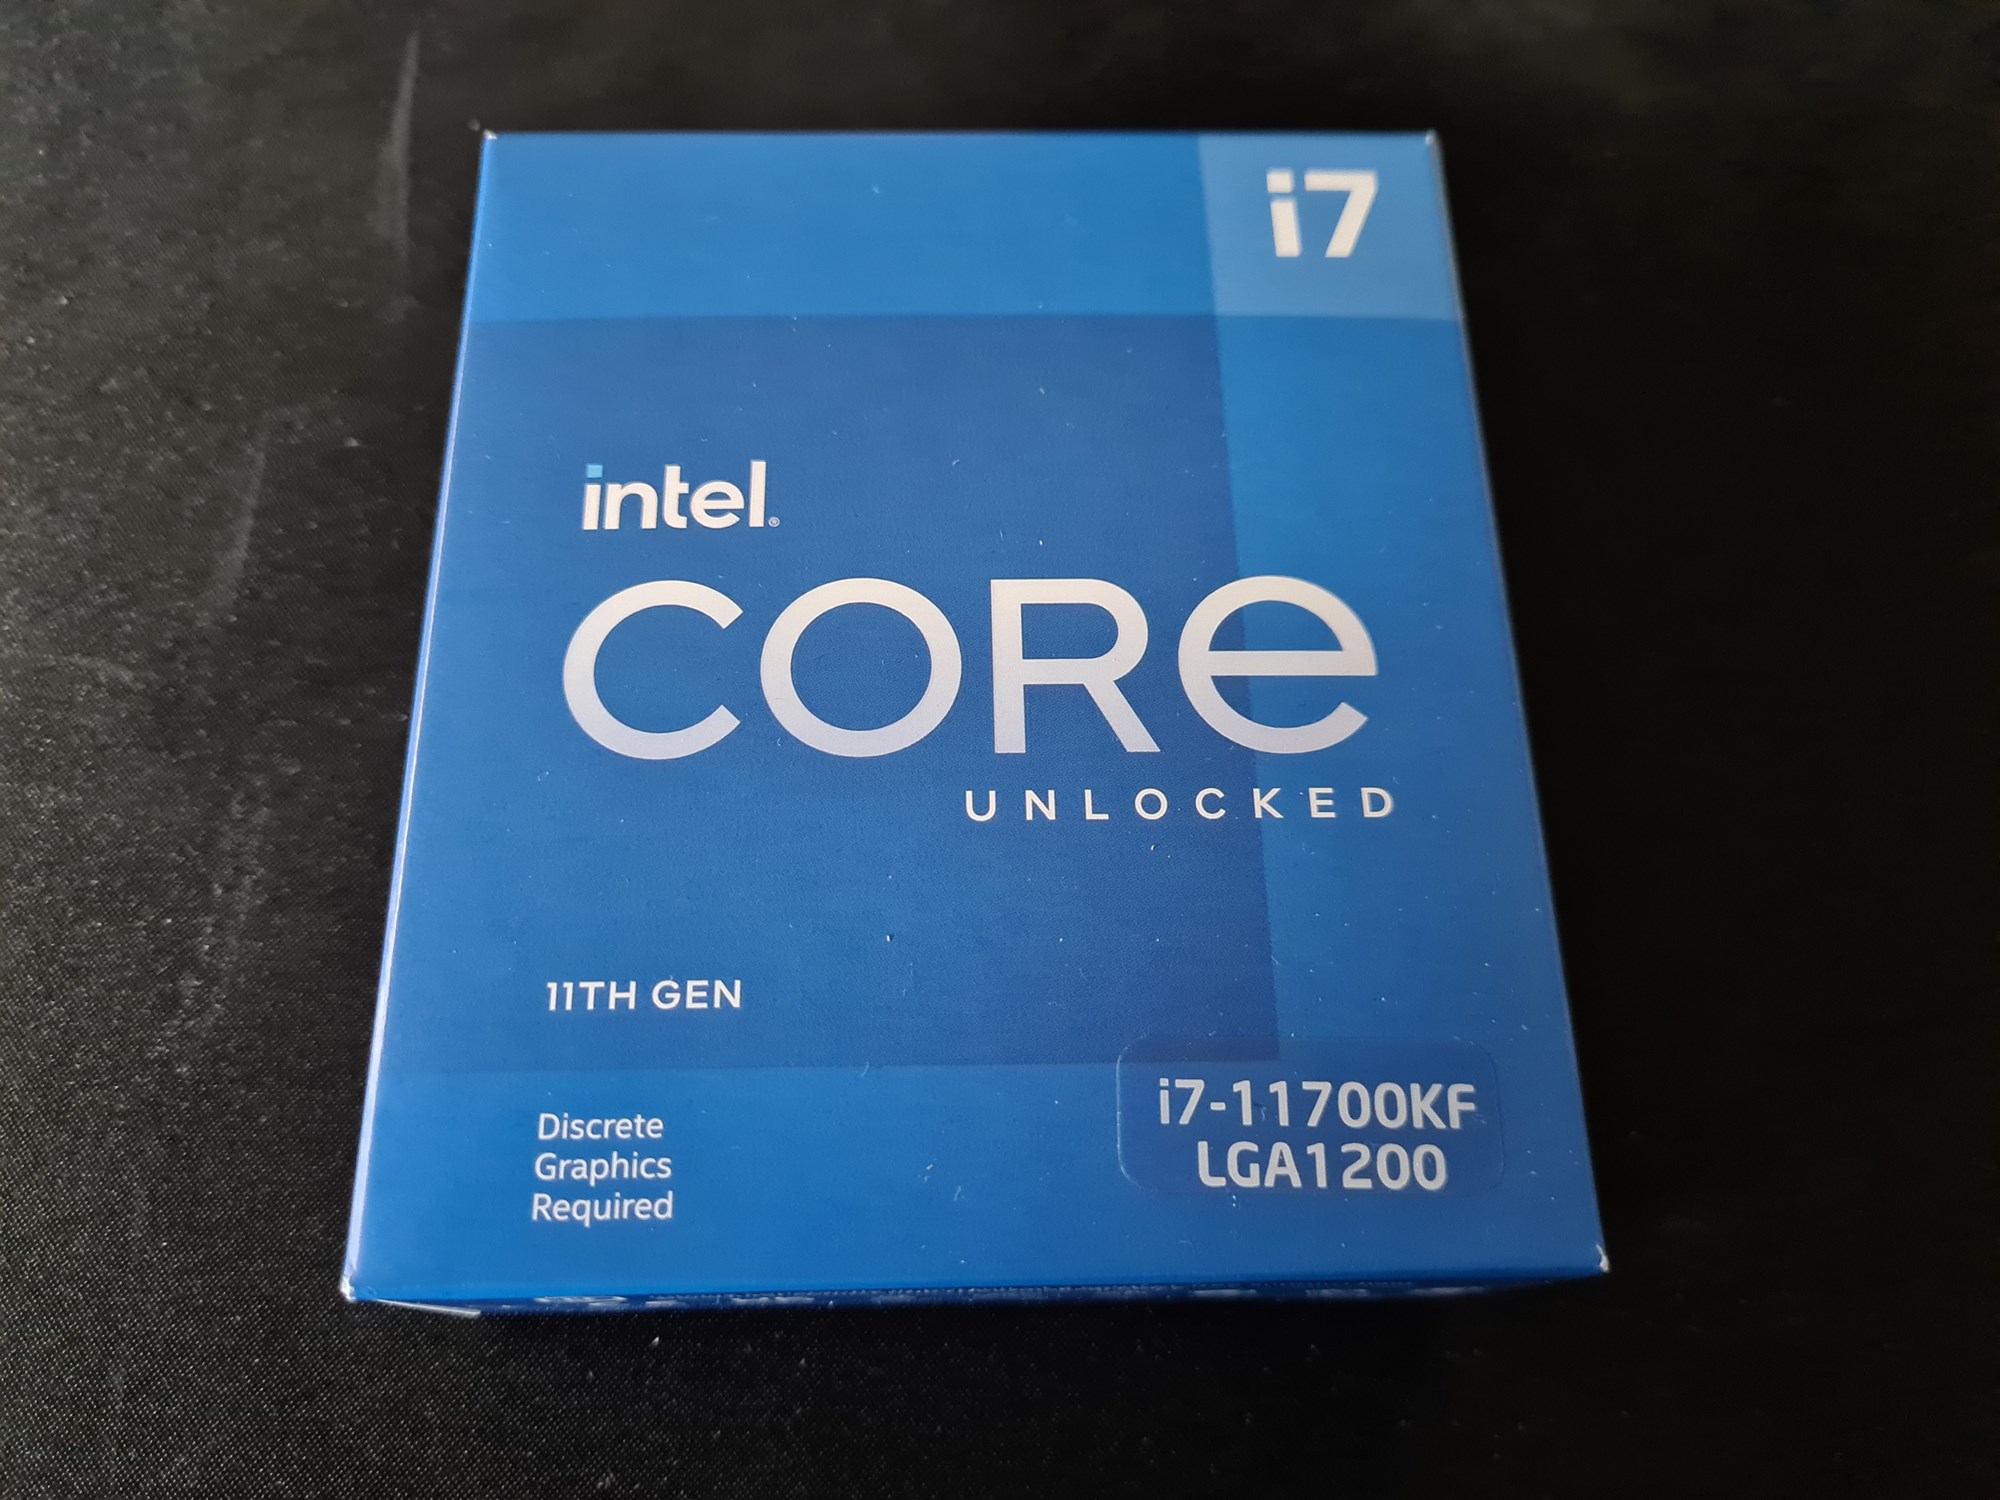 i7
intel®
CORe
UNLOCKED
11TH GEN
Discrete
Graphics
Required
i7-11700KF
LGA1200